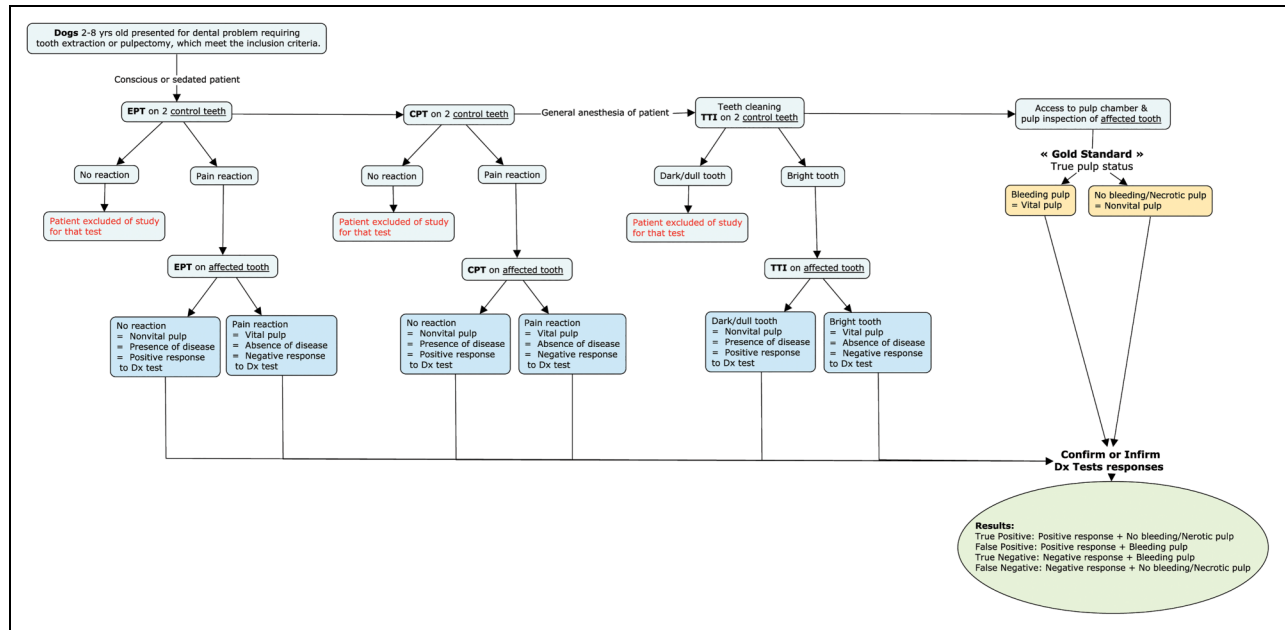 Dogs 2-8 yrs old presented for dental problem requiring
tooth extraction or pulpectomy, which meet the inclusion criteria.
Conscious or sedated patient
EPT on 2 control teeth
No reaction
Pain reaction
Patient excluded of study
for that test
EPT on affected tooth
No reaction
= Nonvital pulp
= Presence of disease
= Positive response
to Dx test
Pain reaction
= Vital pulp
= Absence of disease
= Negative response
to Dx test
CPT on 2 control teeth
No reaction
Pain reaction
Patient excluded of study
for that test
CPT on affected tooth
No reaction
= Nonvital pulp
= Presence of disease
= Positive response
to Dx test
Pain reaction
= Vital pulp
= Absence of disease
= Negative response
to Dx test
General anesthesia of patient
Teeth cleaning
TTI on 2 control teeth
Dark/dull tooth
Bright tooth
Patient excluded of study
for that test
TTI on affected tooth
Dark/dull tooth
= Nonvital pulp
= Presence of disease
= Positive response
to Dx test
Bright tooth
= Vital pulp
= Absence of disease
= Negative response
to Dx test
Access to pulp chamber &
pulp inspection of affected tooth
« Gold Standard »
True pulp status
Bleeding pulp
= Vital pulp
No bleeding/Necrotic pulp
= Nonvital pulp
Confirm or Infirm
Dx Tests responses
Results:
True Positive: Positive response + No bleeding/Nerotic pulp
False Positive: Positive response + Bleeding pulp
True Negative: Negative response + Bleeding pulp
False Negative: Negative response + No bleeding/Necrotic pulp